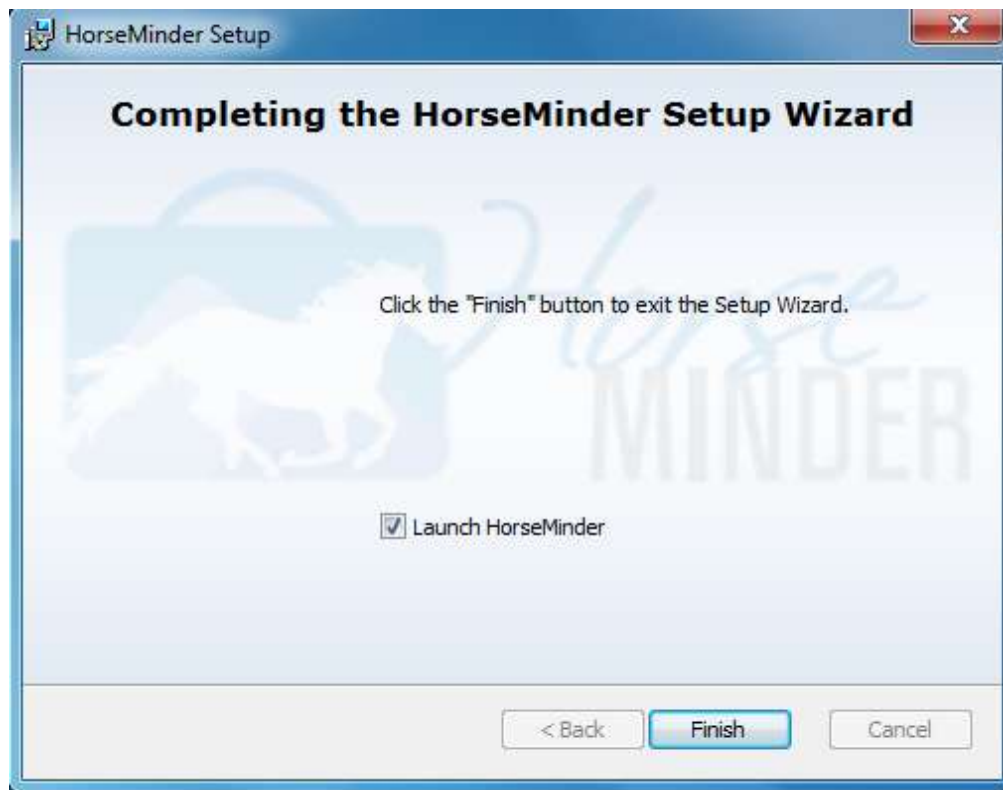 HorseMinder Setup
Completing the HorseMinder Setup Wizard
Horse
MINDER
Click the "Finish" button to exit the Setup Wizard.
Launch HorseMinder
< Back Finish Cancel